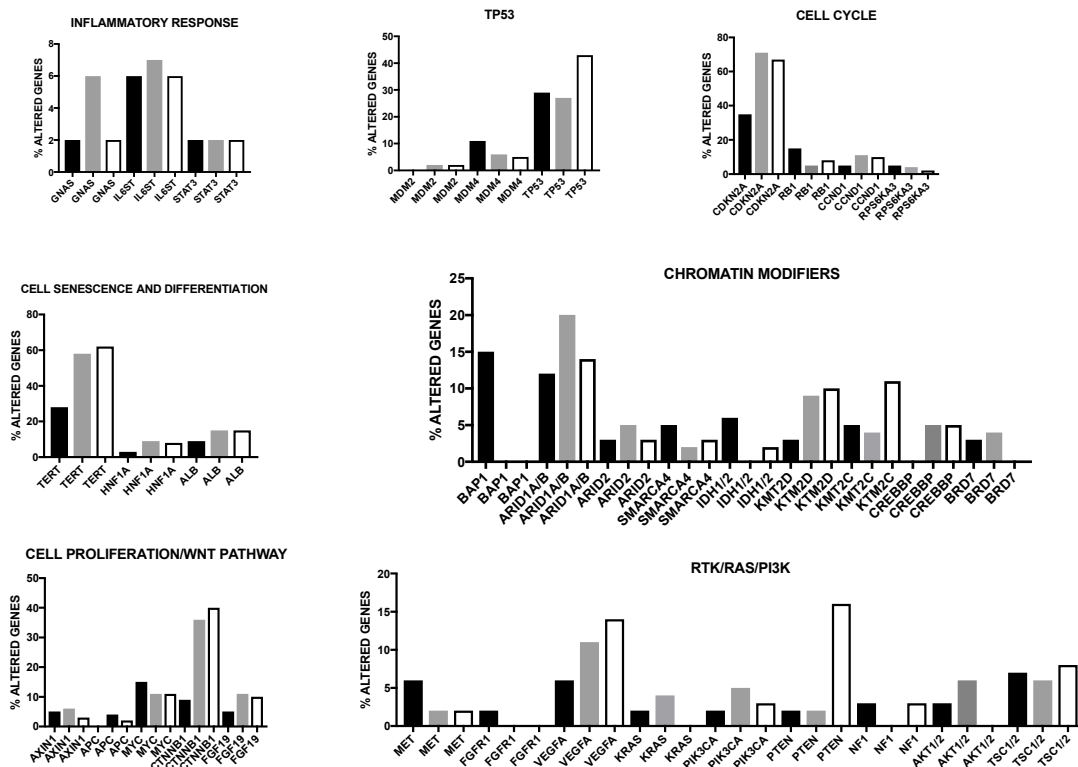 INFLAMMATORY RESPONSE
% ALTERED GENES
8
6
4
2
0
GNAS
GNAS
GNAS
IL6ST
IL6ST
IL6ST
STAT3
STAT3
STAT3
TP53
% ALTERED GENES
50
40
30
20
10
0
MDM2
MDM2
MDM2
MDM4
MDM4
MDM4
TP53
TP53
TP53
CELL CYCLE
% ALTERED GENES
80
60
40
20
0
CDKN2A
CDKN2A
CDKN2A
RB1
RB1
RB1
CCND1
CCND1
CCND1
RPS6KA3
RPS6KA3
RPS6KA3
CELL SENESCENCE AND DIFFERENTIATION
% ALTERED GENES
80
60
40
20
0
TERT
TERT
TERT
HNF1A
HNF1A
HNF1A
ALB
ALB
ALB
CHROMATIN MODIFIERS
% ALTERED GENES
25
20
15
10
5
0
BAP1
BAP1
BAP1
ARID1A/B
ARID1A/B
ARID1A/B
ARID2
ARID2
ARID2
SMARCA4
SMARCA4
SMARCA4
IDH1/2
IDH1/2
IDH1/2
KMT2D
KTM2D
KTM2D
KMT2C
KMT2C
KTM2C
CREBBP
CREBBP
CREBBP
BRD7
BRD7
BRD7
CELL PROLIFERATION/WNT PATHWAY
% ALTERED GENES
50
40
30
20
10
0
AXIN1
AXIN1
AXIN1
APC
APC
APC
MYC
MYC
MYC
CTNNB1
CTNNB1
CTNNB1
FGF19
FGF19
FGF19
RTK/RAS/PI3K
% ALTERED GENES
20
15
10
5
0
MET
MET
MET
FGFR1
FGFR1
FGFR1
VEGFA
VEGFA
VEGFA
KRAS
KRAS
KRAS
PIK3CA
PIK3CA
PIK3CA
PTEN
PTEN
PTEN
NF1
NF1
NF1
AKT1/2
AKT1/2
AKT1/2
TSC1/2
TSC1/2
TSC1/2